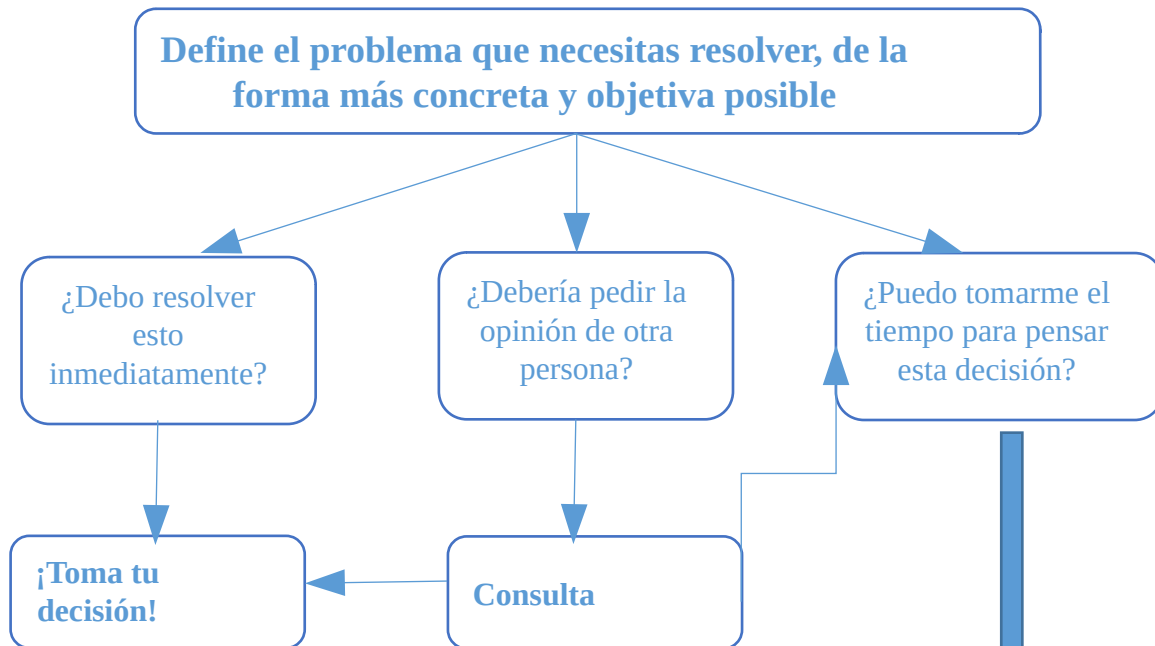 Define el problema que necesitas resolver, de la
forma más concreta y objetiva posible
¿Debo resolver
esto
inmediatamente?
¿Debería pedir la
opinión de otra
persona?
¿Puedo tomarme el
tiempo para pensar
esta decisión?
¡Toma tu
decisión!
Consulta